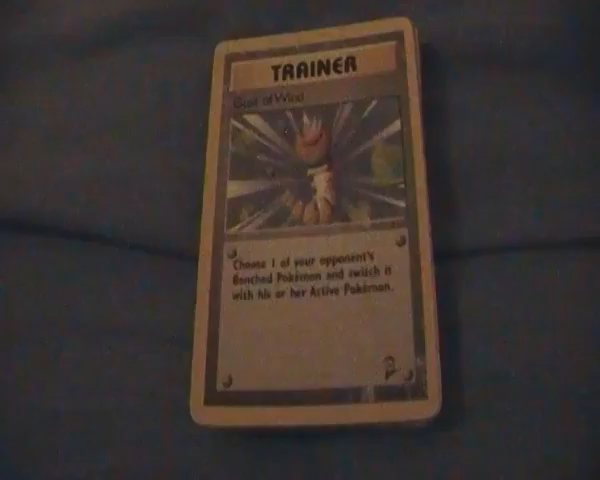 TRAINER
Gust of Wind
Choose 1 of your opponent's
Benched Pokémon and switch it
with his or her Active Pokémon.
2